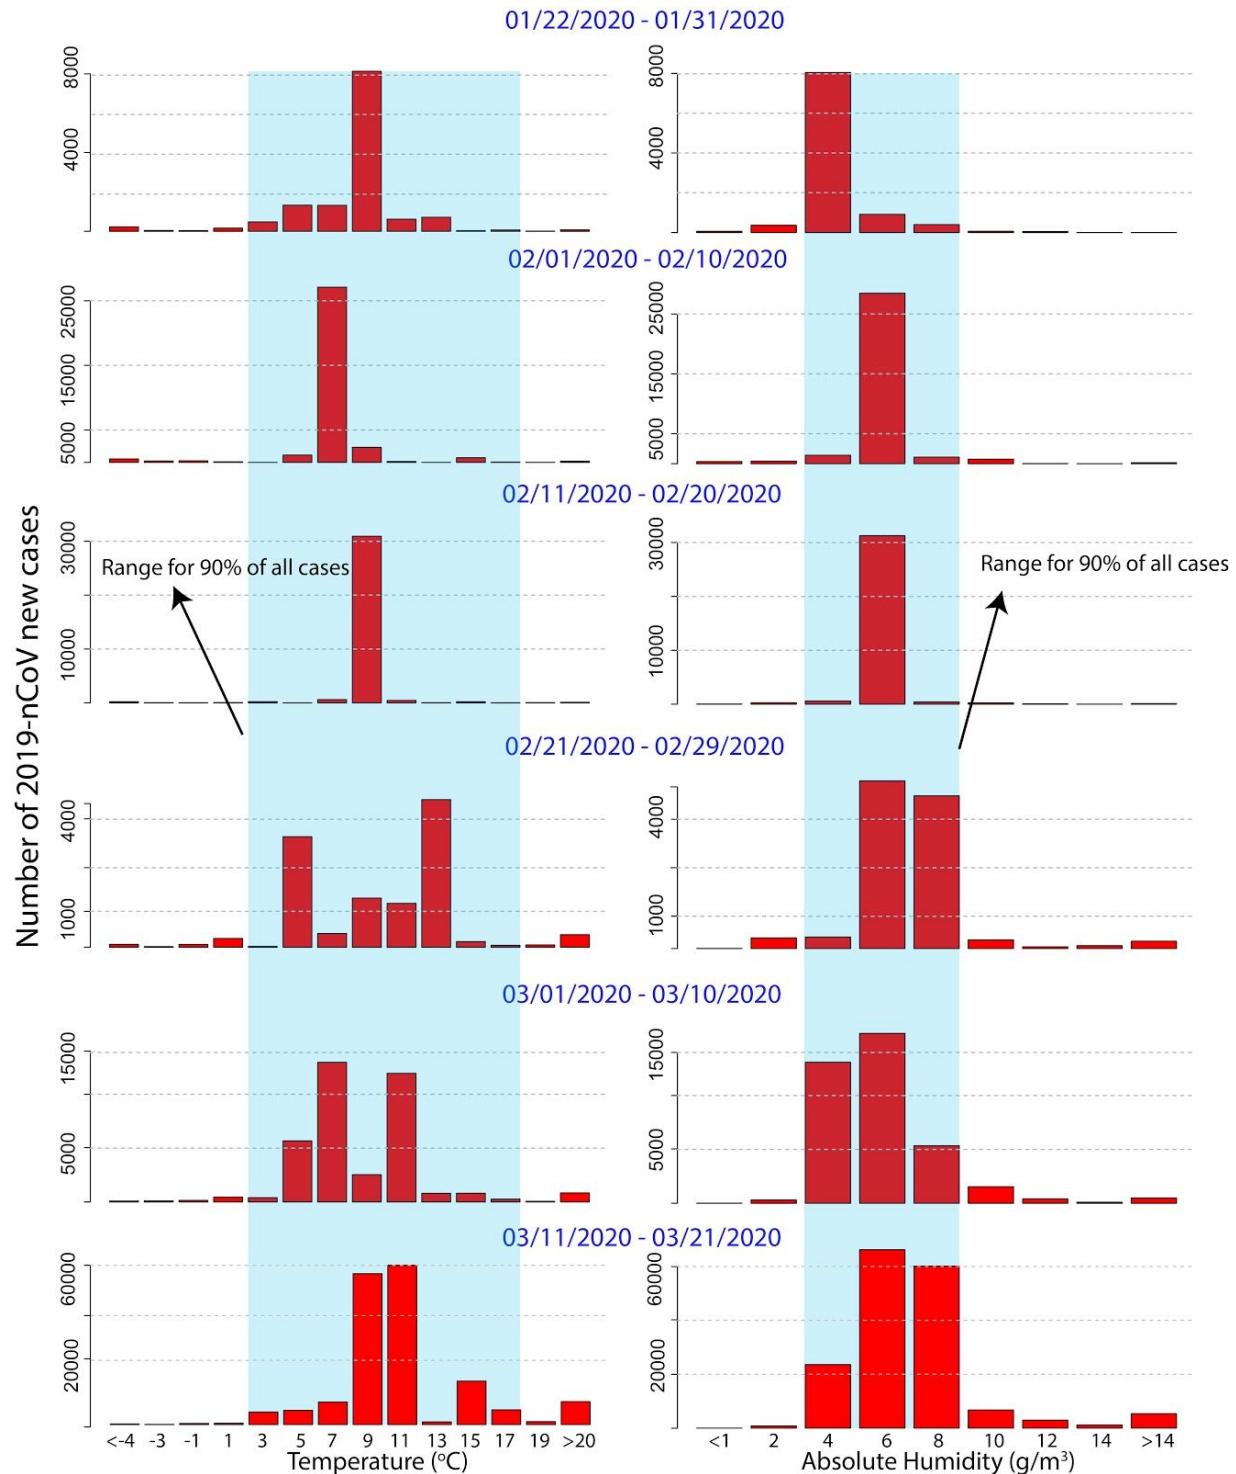 01/22/2020 - 01/31/2020
8000
4000
8000
4000
02/01/2020 - 02/10/2020
25000
15000
5000
25000
15000
5000
02/11/2020 - 02/20/2020
30000
10000
30000
10000
Range for 90% of all cases
Range for 90% of all cases
Number of 2019-nCoV new cases
02/21/2020 - 02/29/2020
4000
1000
4000
1000
03/01/2020 - 03/10/2020
15000
5000
15000
5000
03/11/2020 - 03/21/2020
60000
20000
60000
20000
<-4 -3 -1 1 3 5 7 9 11 13 15 17 19 >20
Temperature (°C)
<1 2 4 6 8 10 12 14 >14
Absolute Humidity (g/m³)